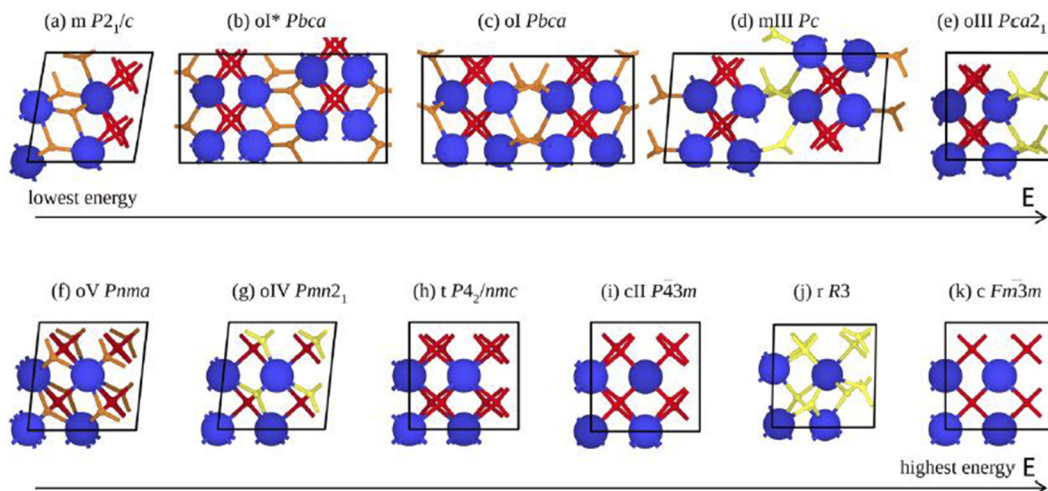 (a) m P2₁/c (b) oI* Pbca (c) oI Pbca (d) mIII Pc (e) oIII Pca2₁
lowest energy E
(f) oV Pnma (g) oIV Pmn2₁ (h) t P4₂/nmc (i) cII P4̄3m (j) r R3 (k) c Fm3̄m
highest energy E